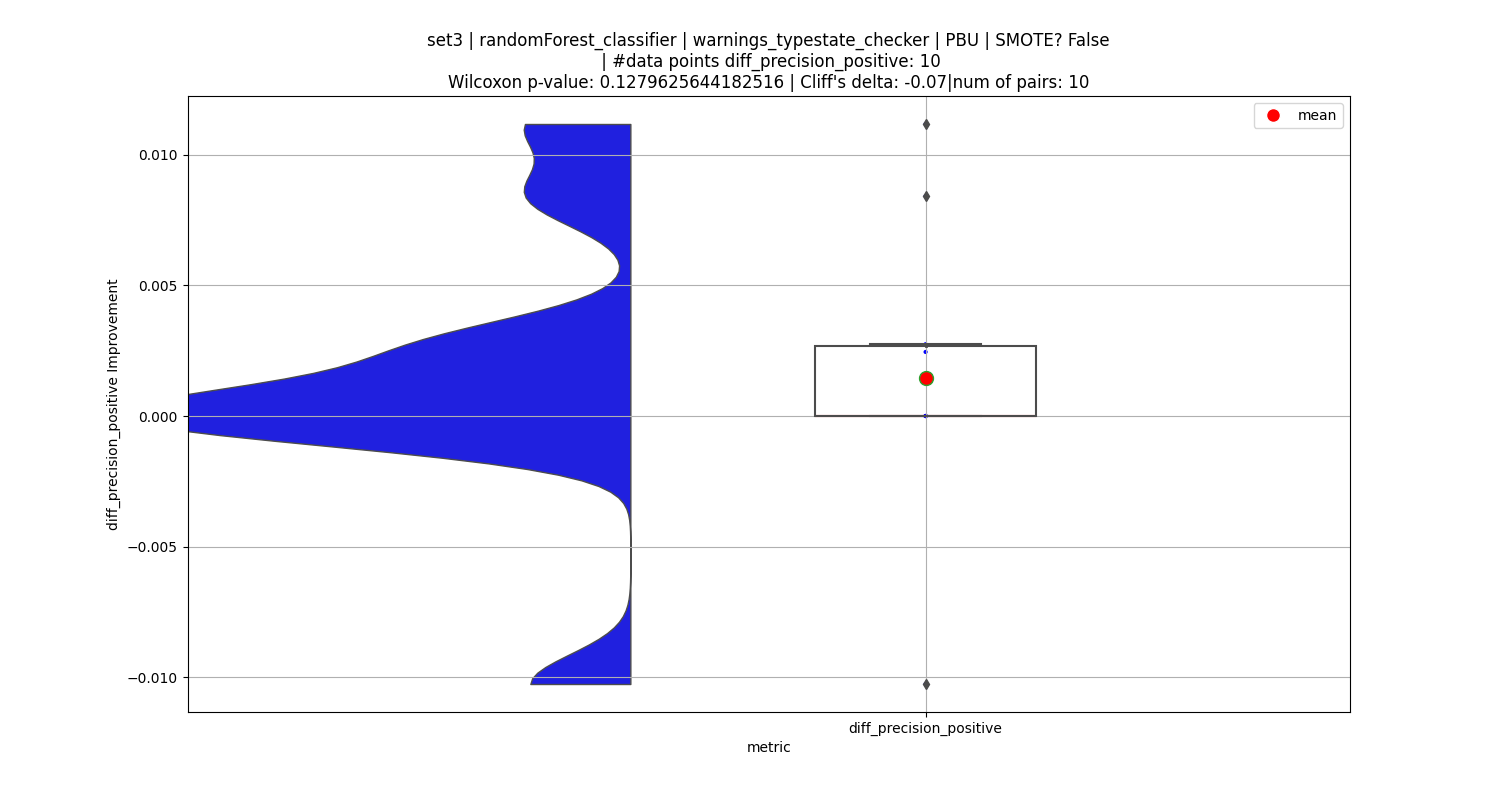 set3 | randomForest_classifier | warnings_typestate_checker | PBU | SMOTE? False
| #data points diff_precision_positive: 10
Wilcoxon p-value: 0.1279625644182516 | Cliff's delta: -0.07|num of pairs: 10
mean
0.010
0.005
0.000
−0.005
−0.010
diff_precision_positive Improvement
diff_precision_positive
metric